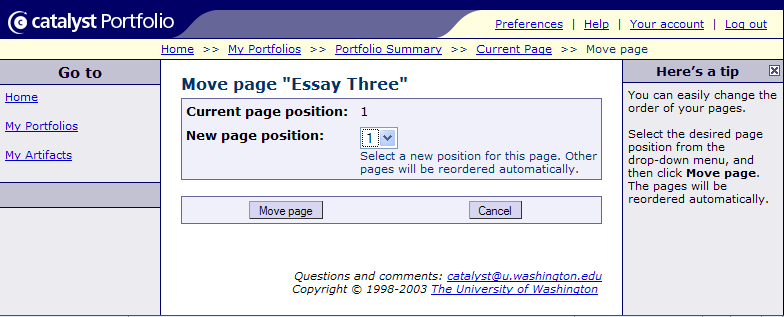 catalyst Portfolio
Preferences | Help | Your account | Log out
Home >> My Portfolios >> Portfolio Summary >> Current Page >> Move page
Go to
Home
My Portfolios
My Artifacts
Move page "Essay Three"
Current page position: 1
New page position: 1
Select a new position for this page. Other
pages will be reordered automatically.
Move page Cancel
Questions and comments: catalyst@u.washington.edu
Copyright © 1998-2003 The University of Washington
Here's a tip
You can easily change the
order of your pages.
Select the desired page
position from the
drop-down menu, and
then click Move page.
The pages will be
reordered automatically.